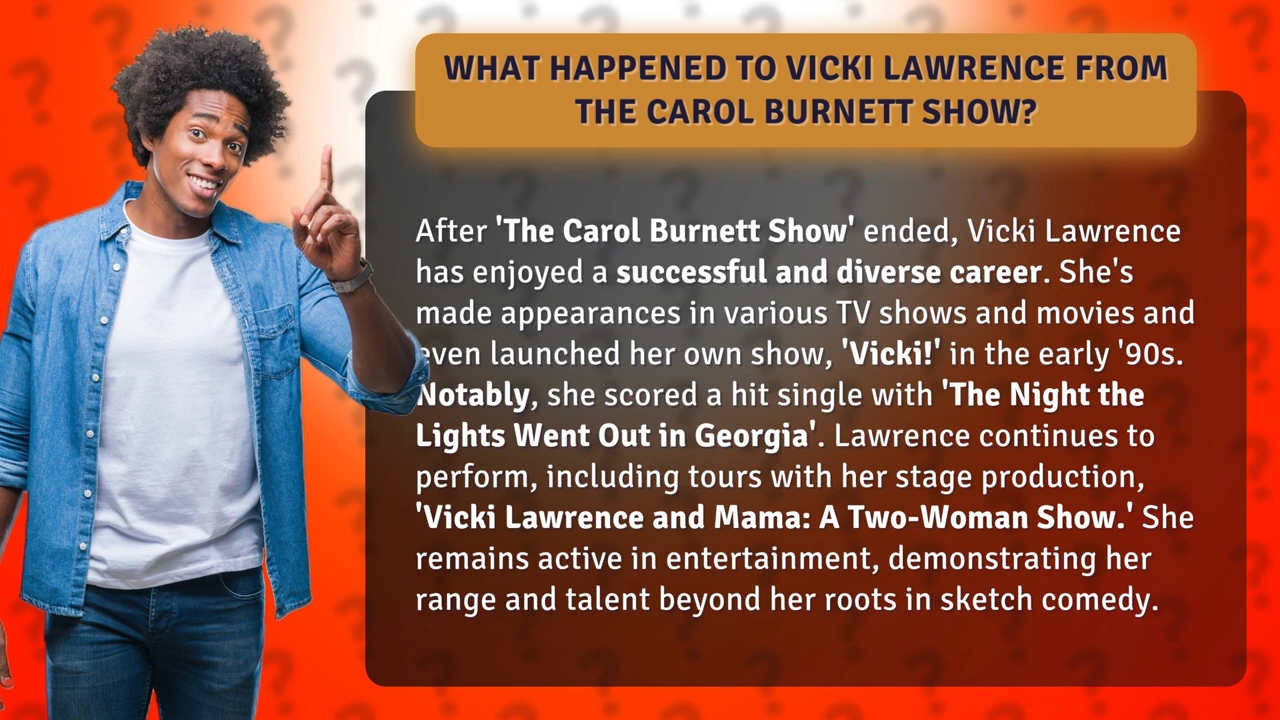 WHAT HAPPENED TO VICKI LAWRENCE FROM
THE CAROL BURNETT SHOW?
After 'The Carol Burnett Show' ended, Vicki Lawrence
has enjoyed a successful and diverse career. She's
made appearances in various TV shows and movies and
even launched her own show, 'Vicki!' in the early '90s.
Notably, she scored a hit single with 'The Night the
Lights Went Out in Georgia'. Lawrence continues to
perform, including tours with her stage production,
'Vicki Lawrence and Mama: A Two-Woman Show.' She
remains active in entertainment, demonstrating her
range and talent beyond her roots in sketch comedy.